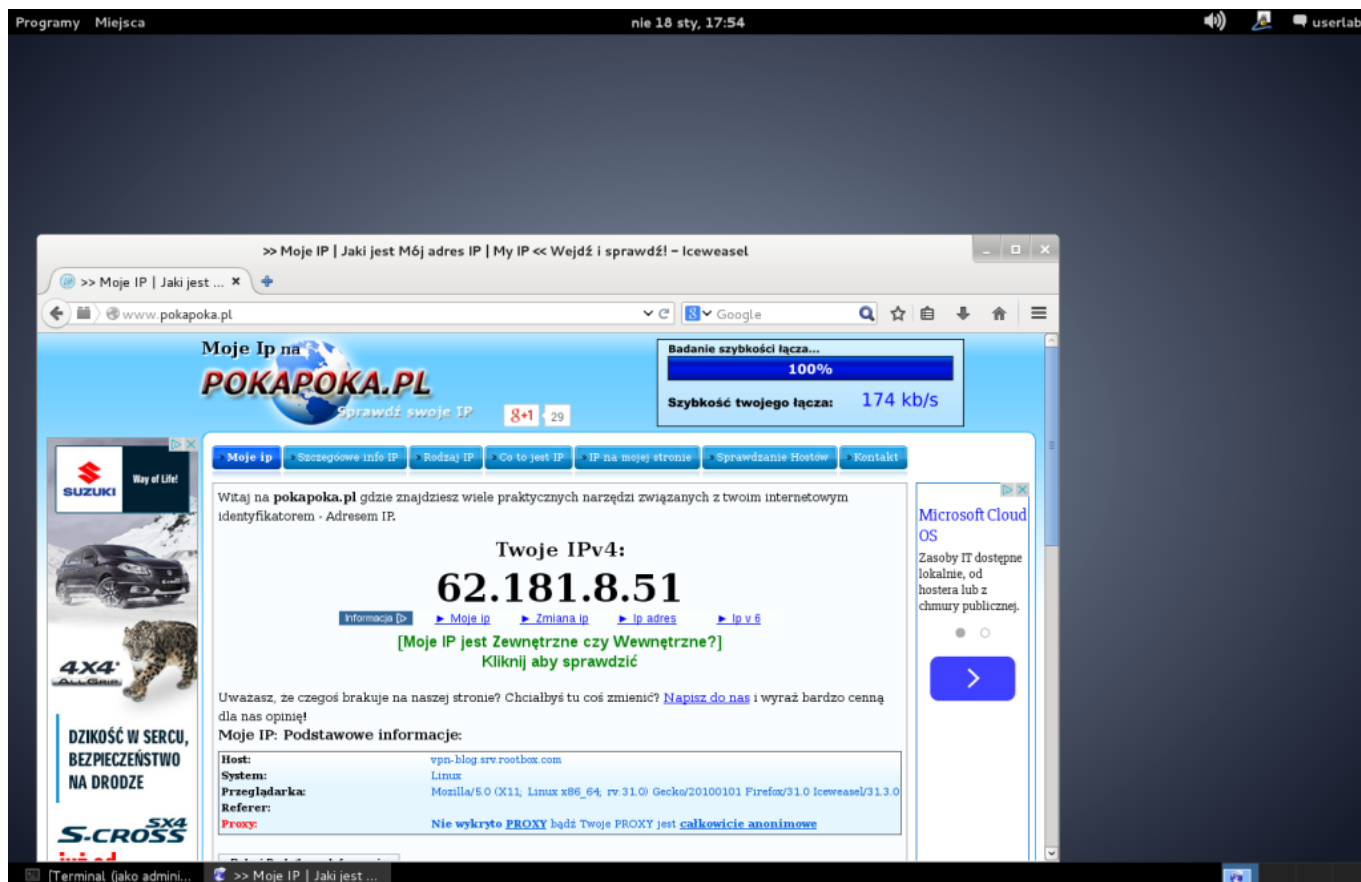 Programy Miejsca nie 18 sty, 17:54 userlab
>> Moje IP | Jaki jest Mój adres IP | My IP << Wejdź i sprawdź! – Iceweasel
>> Moje IP | Jaki jest ...
www.pokapoka.pl Google
Moje Ip na
POKAPOKA.PL
Sprawdź swoje IP
8+1 29
Badanie szybkości łącza...
100%
Szybkość twojego łącza: 174 kb/s
SUZUKI
Way of Life!
4X4
ALLGRIP
DZIKOŚĆ W SERCU,
BEZPIECZEŃSTWO
NA DRODZE
SX4
S-CROSS
już od
» Moje ip » Szczegóowe info IP » Rodzaj IP » Co to jest IP » IP na mojej stronie » Sprawdzanie Hostów » Kontakt
Witaj na pokapoka.pl gdzie znajdziesz wiele praktycznych narzędzi związanych z twoim internetowym
identyfikatorem - Adresem IP.
Twoje IPv4:
62.181.8.51
Informacja ► Moje ip ► Zmiana ip ► Ip adres ► Ip v 6
[Moje IP jest Zewnętrzne czy Wewnętrzne?]
Kliknij aby sprawdzić
Uważasz, że czegoś brakuje na naszej stronie? Chciałbyś tu coś zmienić? Napisz do nas i wyraź bardzo cenną
dla nas opinię!
Moje IP: Podstawowe informacje:
Host: vpn-blog.srv.rootbox.com
System: Linux
Przeglądarka: Mozilla/5.0 (X11; Linux x86_64; rv:31.0) Gecko/20100101 Firefox/31.0 Iceweasel/31.3.0
Referer:
Proxy: Nie wykryto PROXY bądź Twoje PROXY jest całkowicie anonimowe
Microsoft Cloud
OS
Zasoby IT dostępne
lokalnie, od
hostera lub z
chmury publicznej.
[Terminal (jako admini... >> Moje IP | Jaki jest ...